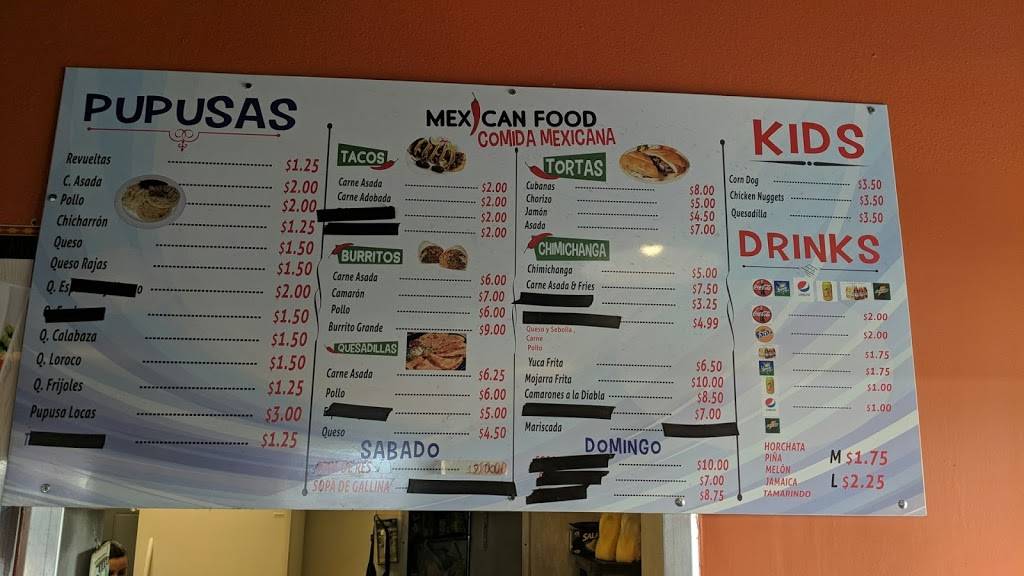 PUPUSAS
Revueltas $1.25
C. Asada $2.00
Pollo $2.00
Chicharrón $1.25
Queso $1.50
Queso Rajas $1.50
Q. $2.00
$1.50
Q. Calabaza $1.50
Q. Loroco $1.50
Q. Frijoles $1.25
Pupusa Locas $3.00
$1.25
MEXICAN FOOD
COMIDA MEXICANA
TACOS
Carne Asada $2.00
Carne Adobada $2.00
$2.00
$2.00
BURRITOS
Carne Asada $6.00
Camarón $7.00
Pollo $6.00
Burrito Grande $9.00
QUESADILLAS
Carne Asada $6.25
Pollo $6.00
$5.00
Queso $4.50
SABADO
SOPA DE RES
SOPA DE GALLINA
TORTAS
Cubanas $8.00
Chorizo $5.00
Jamón $4.50
Asada $7.00
CHIMICHANGA
Chimichanga $5.00
Carne Asada & Fries $7.50
$3.25
$4.99
Queso y Sebolla,
Carne
Pollo
Yuca Frita $6.50
Mojarra Frita $10.00
Camarones a la Diabla $8.50
$7.00
Mariscada
DOMINGO
$10.00
$7.00
$8.75
KIDS
Corn Dog $3.50
Chicken Nuggets $3.50
Quesadilla $3.50
DRINKS
$2.00
$2.00
$1.75
$1.75
$1.00
$1.00
HORCHATA
PIÑA
MELÓN
JAMAICA
TAMARINDO
M $1.75
L $2.25